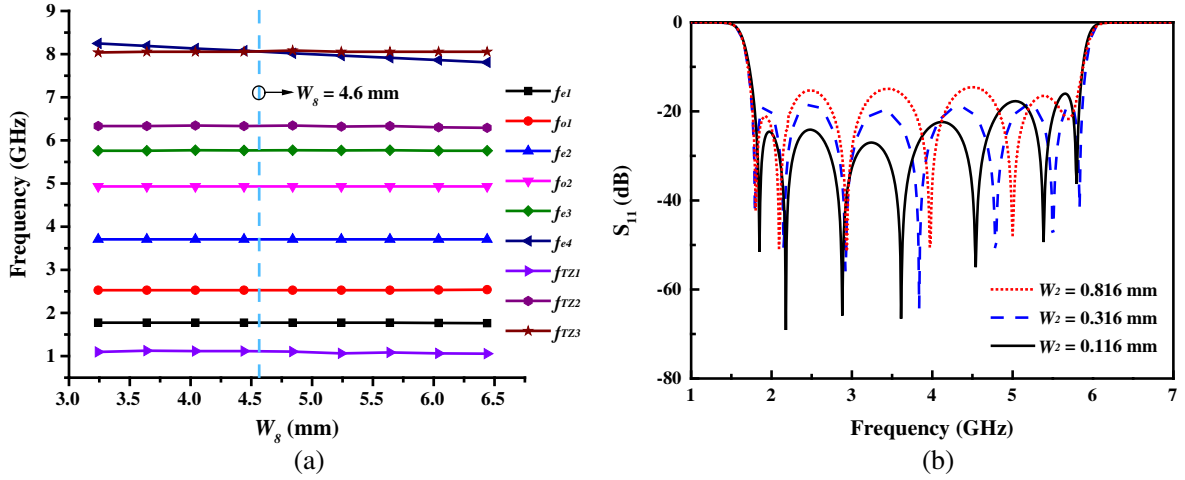 9
8
7
6
5
4
3
2
1
Frequency (GHz)
3.0 3.5 4.0 4.5 5.0 5.5 6.0 6.5
W8 (mm)
W8 = 4.6 mm
fe1
fo1
fe2
fo2
fe3
fe4
fTZ1
fTZ2
fTZ3
(a)
0
-20
-40
-60
-80
S11 (dB)
W2 = 0.816 mm
W2 = 0.316 mm
W2 = 0.116 mm
1 2 3 4 5 6 7
Frequency (GHz)
(b)